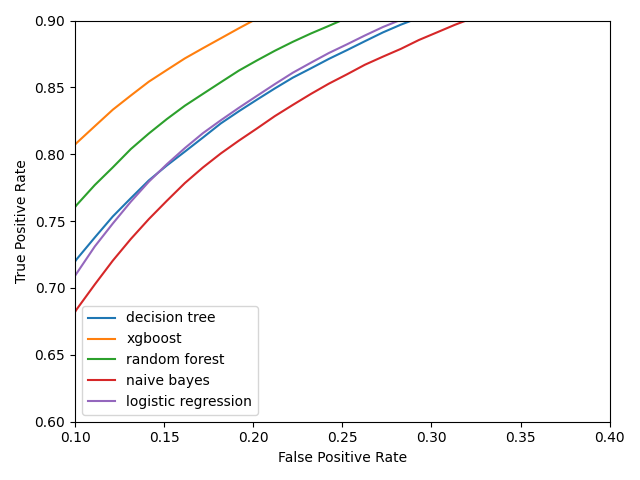 0.90
0.85
0.80
0.75
0.70
0.65
0.60
True Positive Rate
decision tree
xgboost
random forest
naive bayes
logistic regression
0.10 0.15 0.20 0.25 0.30 0.35 0.40
False Positive Rate